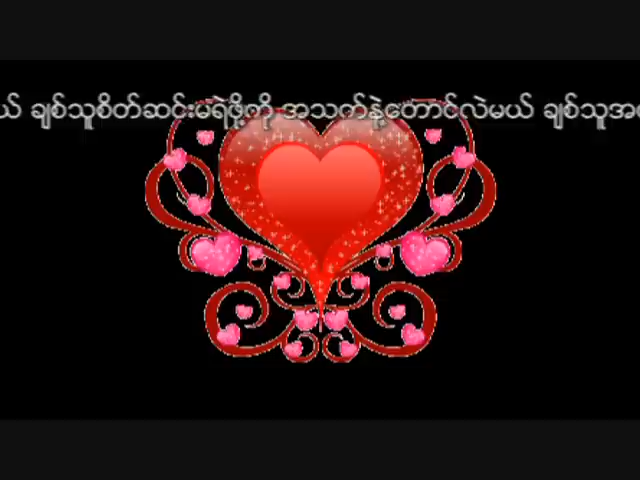 ယ် ချစ်သူစိတ်ဆင်းမရဲဖို့ကို အသက်နဲ့တောင်လဲမယ် ချစ်သူအ